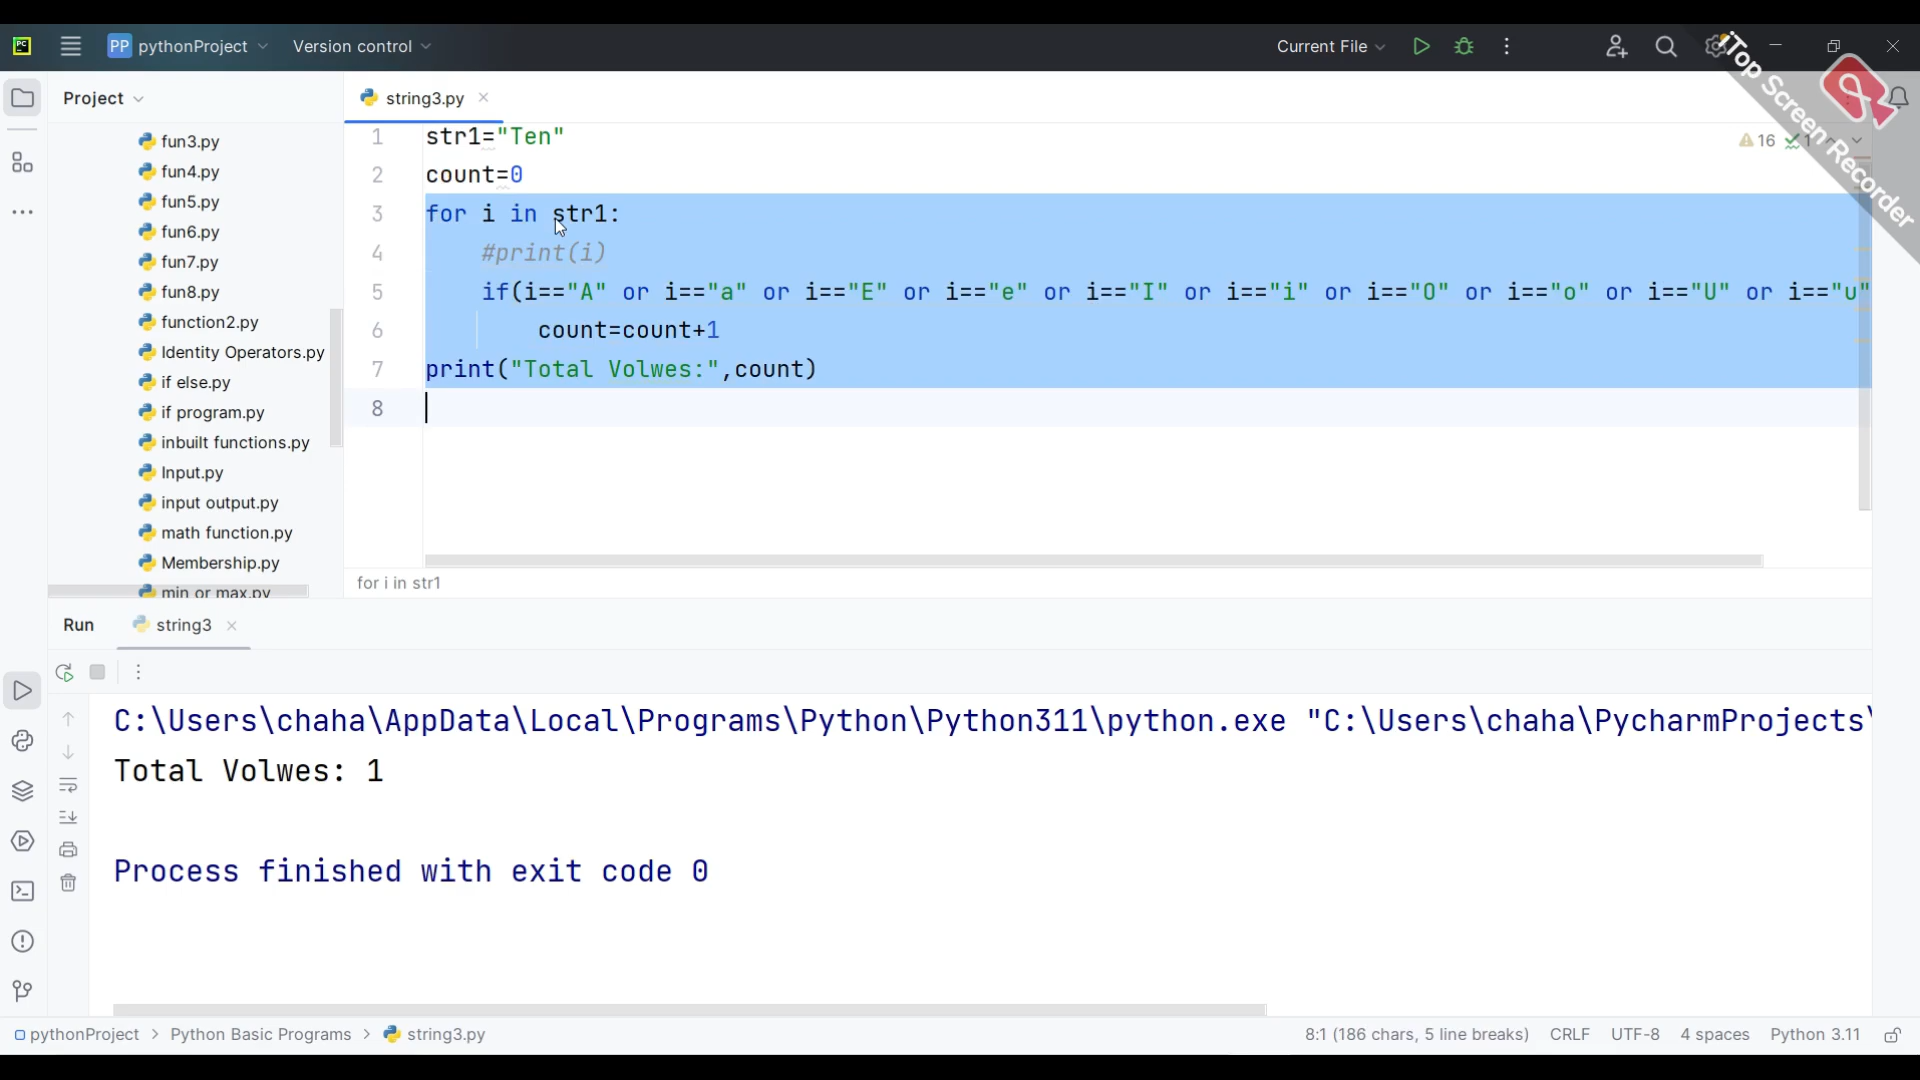 PC PP pythonProject Version control Current File
iTop Screen Recorder
Project string3.py
fun3.py
fun4.py
fun5.py
fun6.py
fun7.py
fun8.py
function2.py
Identity Operators.py
if else.py
if program.py
inbuilt functions.py
Input.py
input output.py
math function.py
Membership.py
min or max.py
16 1
1 str1="Ten"
2 count=0
3 for i in str1:
4 #print(i)
5 if(i=="A" or i=="a" or i=="E" or i=="e" or i=="I" or i=="i" or i=="O" or i=="o" or i=="U" or i=="u"
6 count=count+1
7 print("Total Volwes:",count)
8
for i in str1
Run string3
C:\Users\chaha\AppData\Local\Programs\Python\Python311\python.exe "C:\Users\chaha\PycharmProjects\
Total Volwes: 1
Process finished with exit code 0
pythonProject > Python Basic Programs > string3.py 8:1 (186 chars, 5 line breaks) CRLF UTF-8 4 spaces Python 3.11